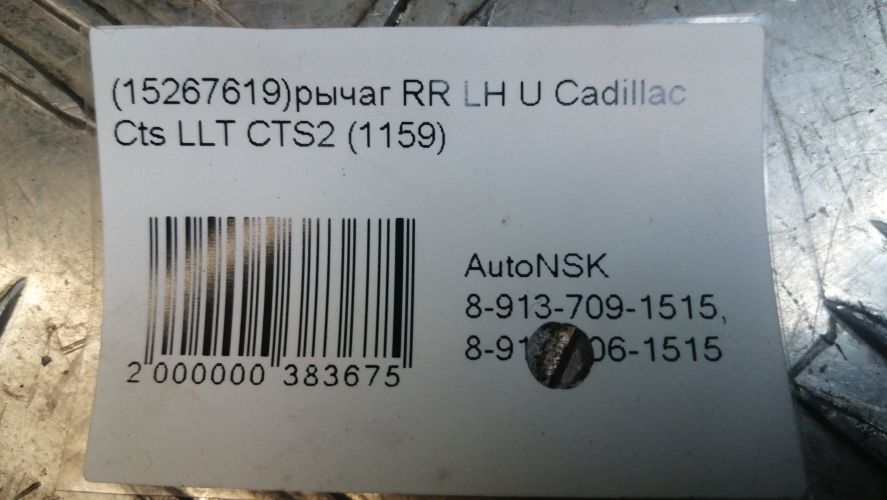 (15267619)рычаг RR LH U Cadillac
Cts LLT CTS2 (1159)
AutoNSK
8-913-709-1515,
2 000000 383675